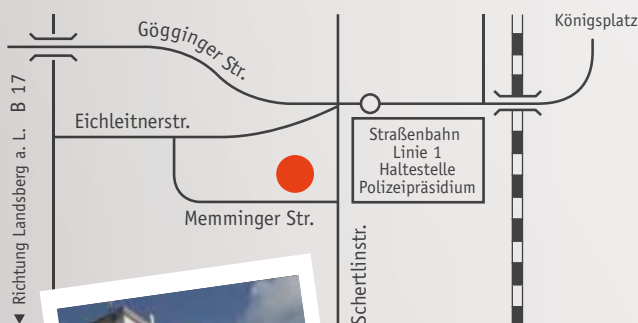 Königsplatz
Gögginger Str.
Eichleitnerstr.
Straßenbahn
Linie 1
Haltestelle
Polizeipräsidium
Memminger Str.
Schertlinstr.
◄ Richtung Landsberg a. L. B 17